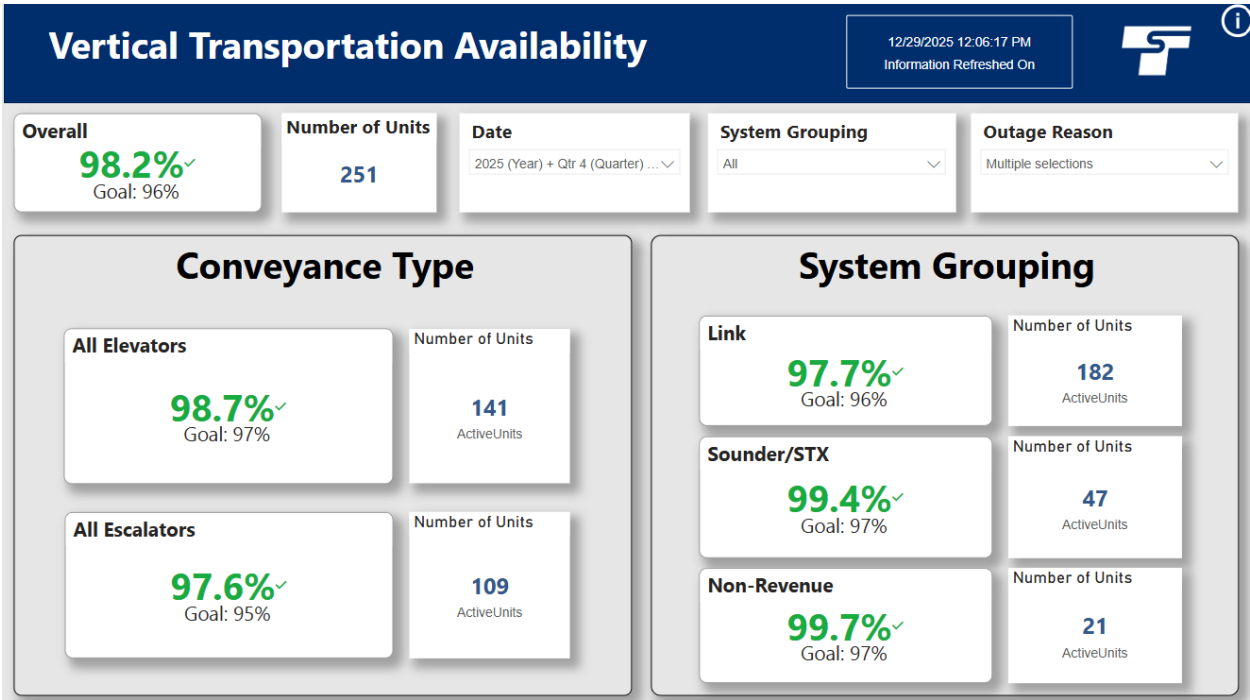 Vertical Transportation Availability
12/29/2025 12:06:17 PM
Information Refreshed On
Overall
98.2%
Goal: 96%
Number of Units
251
Date
2025 (Year) + Qtr 4 (Quarter) ...
System Grouping
All
Outage Reason
Multiple selections
Conveyance Type
All Elevators
98.7%
Goal: 97%
Number of Units
141
ActiveUnits
All Escalators
97.6%
Goal: 95%
Number of Units
109
ActiveUnits
System Grouping
Link
97.7%
Goal: 96%
Number of Units
182
ActiveUnits
Sounder/STX
99.4%
Goal: 97%
Number of Units
47
ActiveUnits
Non-Revenue
99.7%
Goal: 97%
Number of Units
21
ActiveUnits